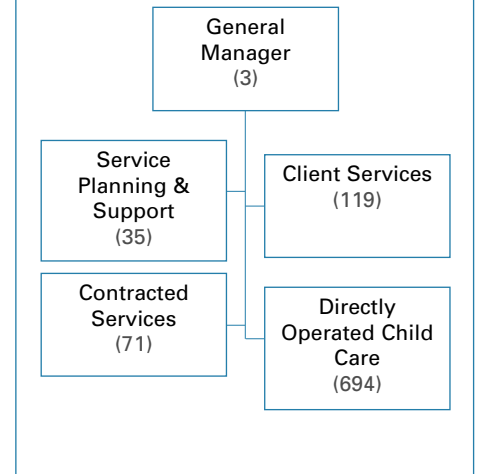 General
Manager
(3)
Service
Planning &
Support
(35)
Client Services
(119)
Contracted
Services
(71)
Directly
Operated Child
Care
(694)